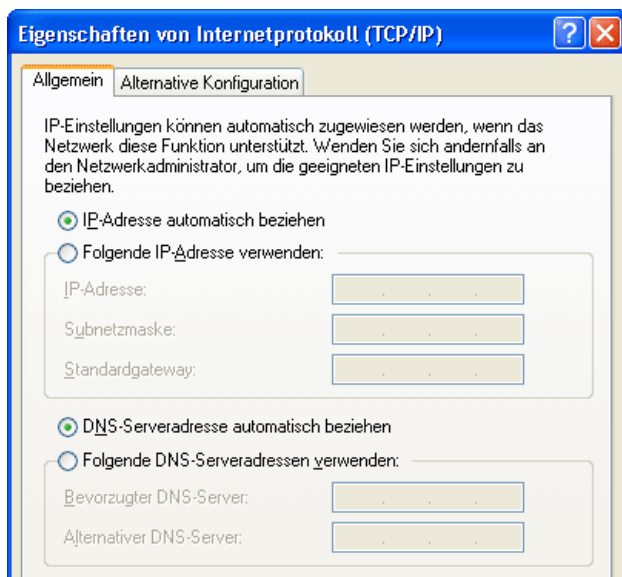 Eigenschaften von Internetprotokoll (TCP/IP)
Allgemein
Alternative Konfiguration
IP-Einstellungen können automatisch zugewiesen werden, wenn das
Netzwerk diese Funktion unterstützt. Wenden Sie sich andernfalls an
den Netzwerkadministrator, um die geeigneten IP-Einstellungen zu
beziehen.
IP-Adresse automatisch beziehen
Folgende IP-Adresse verwenden:
IP-Adresse:
Subnetzmaske:
Standardgateway:
DNS-Serveradresse automatisch beziehen
Folgende DNS-Serveradressen verwenden:
Bevorzugter DNS-Server:
Alternativer DNS-Server: